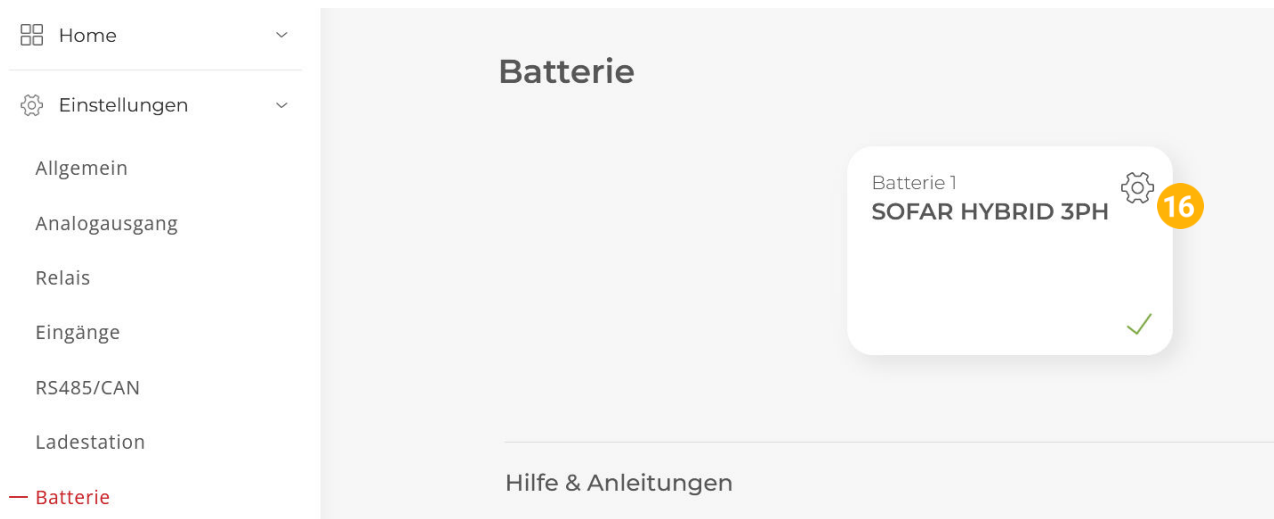 Home
Einstellungen
Allgemein
Analogausgang
Relais
Eingänge
RS485/CAN
Ladestation
Batterie
Batterie
Batterie 1
SOFAR HYBRID 3PH
16
Hilfe & Anleitungen